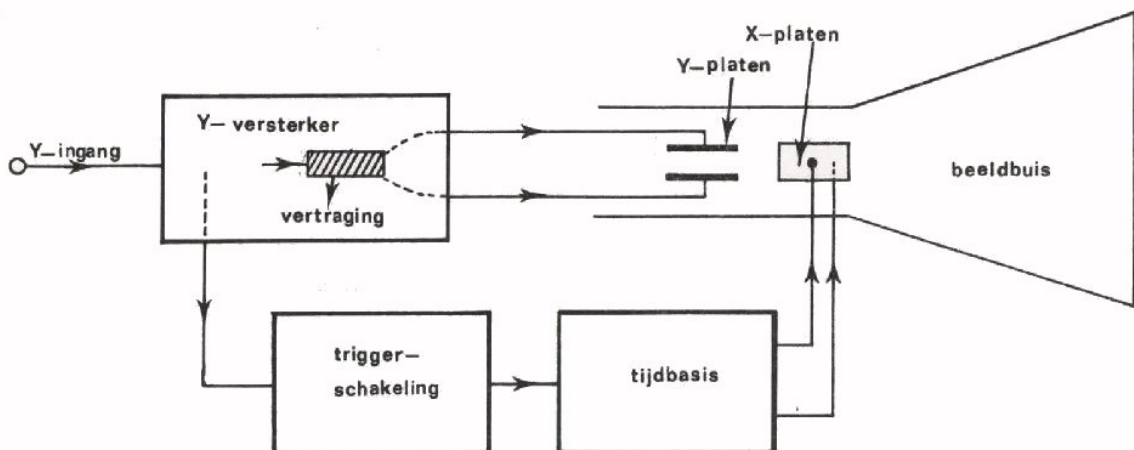 X-platen
Y-platen
Y-versterker
Y-ingang
vertraging
beeldbuis
trigger-
schakeling
tijdbasis